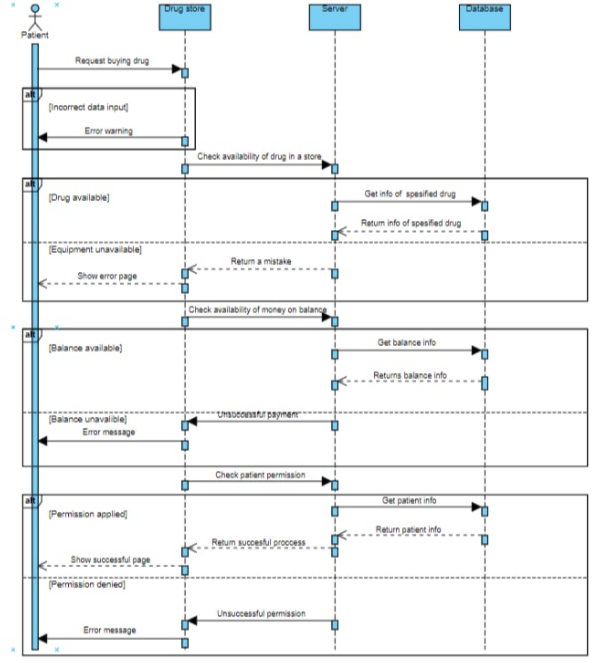 Patient
Drug store
Server
Database
Request buying drug
alt
[Incorrect data input]
Error warning
Check availability of drug in a store
alt
[Drug available]
Get info of spesified drug
Return info of spesified drug
[Equipment unavailable]
Return a mistake
Show error page
Check availability of money on balance
alt
[Balance available]
Get balance info
Returns balance info
[Balance unavalible]
Unsuccessful payment
Error message
Check patient permission
alt
[Permission applied]
Get patient info
Return patient info
Return succesful proccess
Show successful page
[Permission denied]
Unsuccessful permission
Error message